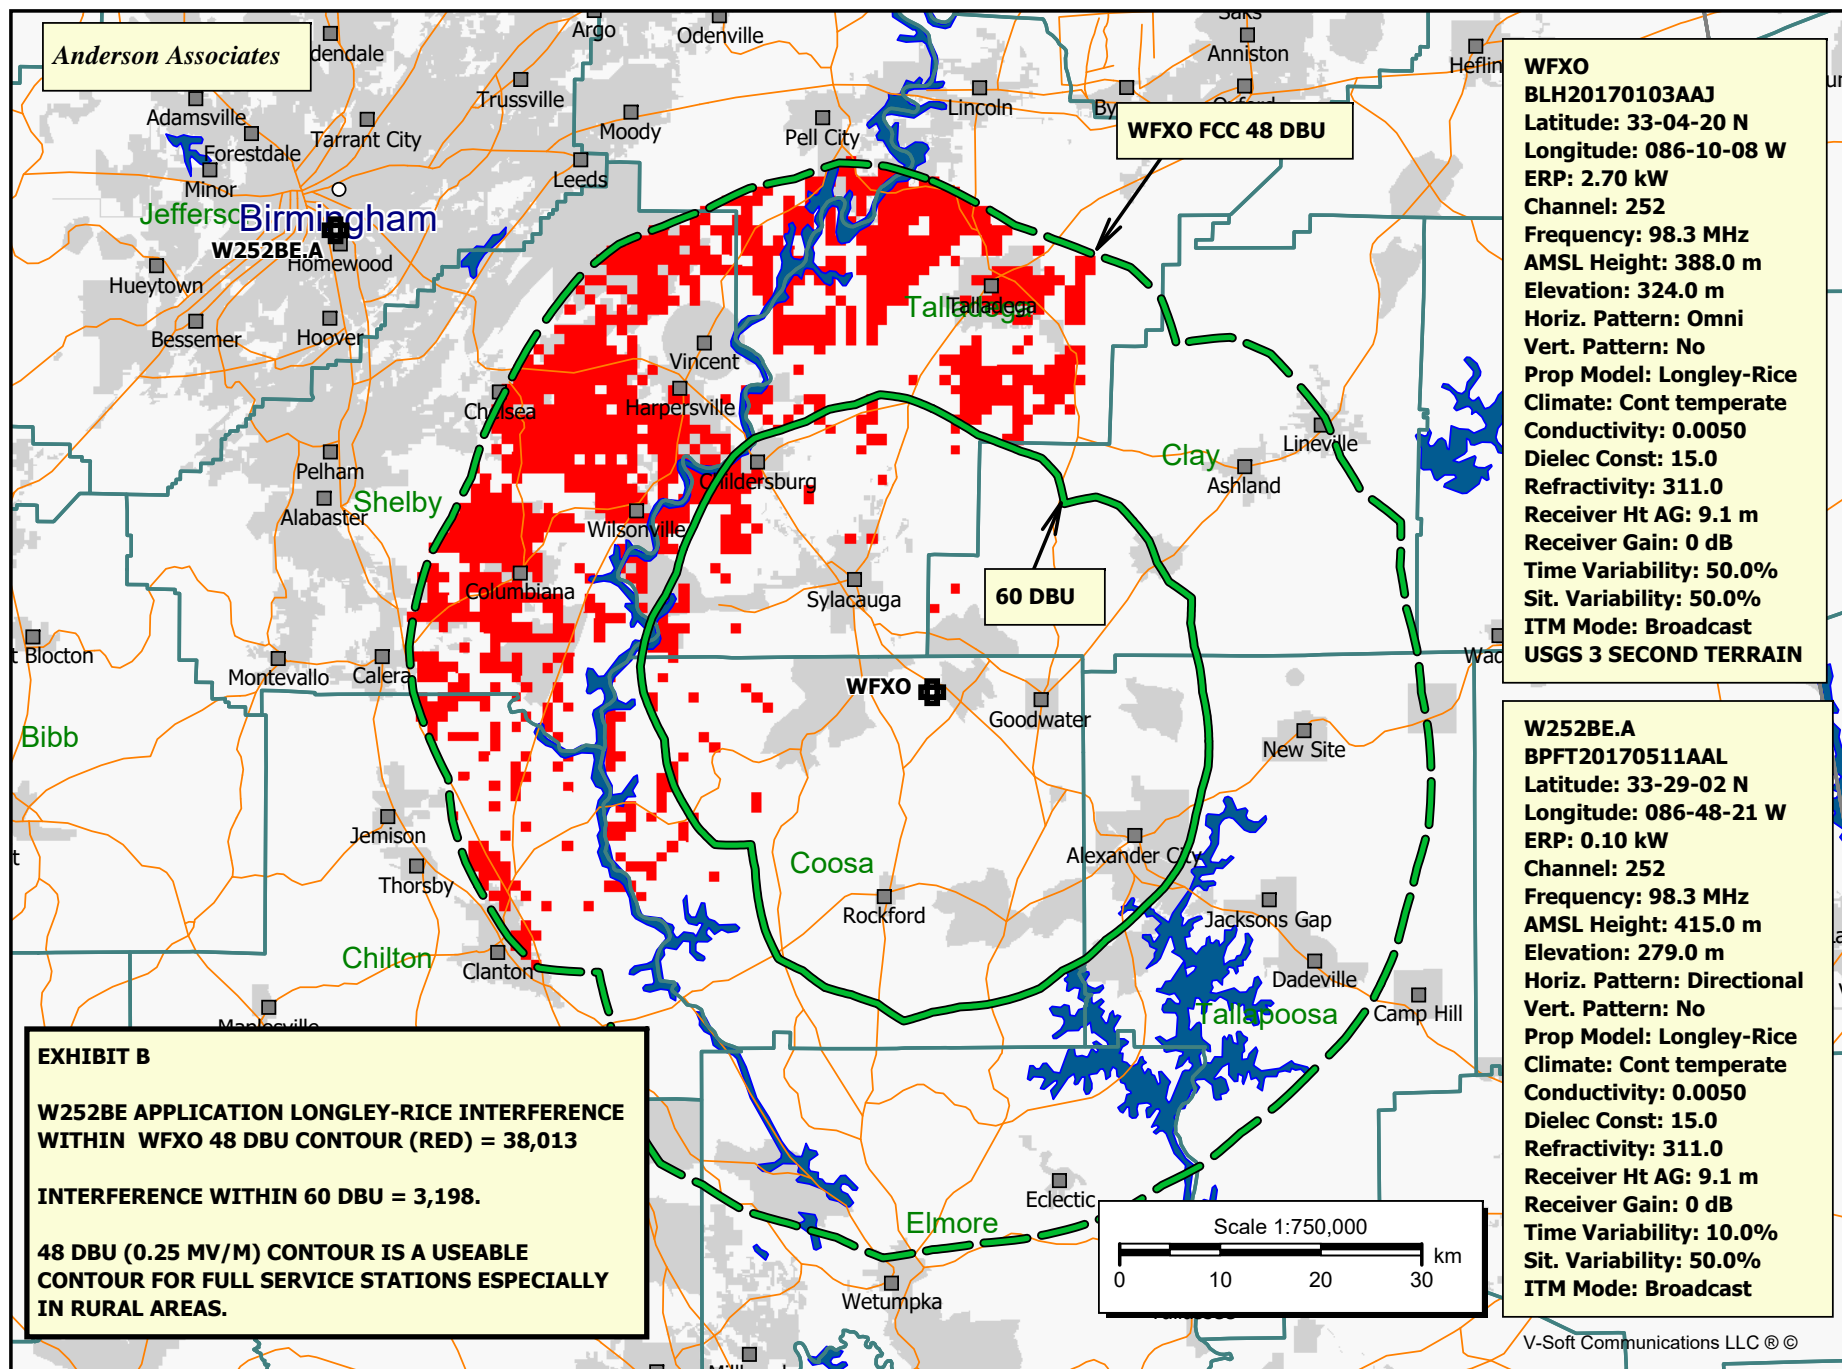 Anderson Associates
Argo
Odenville
Anniston
Trussville
Adamsville
Tarrant City
Forestdale
Minor
Moody
Pell City
Lincoln
Leeds
WFXO FCC 48 DBU
Jefferso
Birmingham
W252BE.A
Homewood
Hueytown
Bessemer
Hoover
Talladega
Talladega
Vincent
Chelsea
Harpersville
Lineville
Clay
Ashland
Pelham
Shelby
Alabaster
Childersburg
Wilsonville
Columbiana
Sylacauga
60 DBU
t Blocton
Montevallo
Calera
WFXO
Goodwater
New Site
Bibb
Jemison
Thorsby
Coosa
Alexander City
Rockford
Jacksons Gap
Chilton
Clanton
Dadeville
Tallapoosa
Camp Hill
Maplesville
Eclectic
Elmore
Wetumpka
EXHIBIT B
W252BE APPLICATION LONGLEY-RICE INTERFERENCE
WITHIN WFXO 48 DBU CONTOUR (RED) = 38,013
INTERFERENCE WITHIN 60 DBU = 3,198.
48 DBU (0.25 MV/M) CONTOUR IS A USEABLE
CONTOUR FOR FULL SERVICE STATIONS ESPECIALLY
IN RURAL AREAS.
Scale 1:750,000
0 10 20 30 km
WFXO
BLH20170103AAJ
Latitude: 33-04-20 N
Longitude: 086-10-08 W
ERP: 2.70 kW
Channel: 252
Frequency: 98.3 MHz
AMSL Height: 388.0 m
Elevation: 324.0 m
Horiz. Pattern: Omni
Vert. Pattern: No
Prop Model: Longley-Rice
Climate: Cont temperate
Conductivity: 0.0050
Dielec Const: 15.0
Refractivity: 311.0
Receiver Ht AG: 9.1 m
Receiver Gain: 0 dB
Time Variability: 50.0%
Sit. Variability: 50.0%
ITM Mode: Broadcast
USGS 3 SECOND TERRAIN
W252BE.A
BPFT20170511AAL
Latitude: 33-29-02 N
Longitude: 086-48-21 W
ERP: 0.10 kW
Channel: 252
Frequency: 98.3 MHz
AMSL Height: 415.0 m
Elevation: 279.0 m
Horiz. Pattern: Directional
Vert. Pattern: No
Prop Model: Longley-Rice
Climate: Cont temperate
Conductivity: 0.0050
Dielec Const: 15.0
Refractivity: 311.0
Receiver Ht AG: 9.1 m
Receiver Gain: 0 dB
Time Variability: 10.0%
Sit. Variability: 50.0%
ITM Mode: Broadcast
V-Soft Communications LLC ® ©